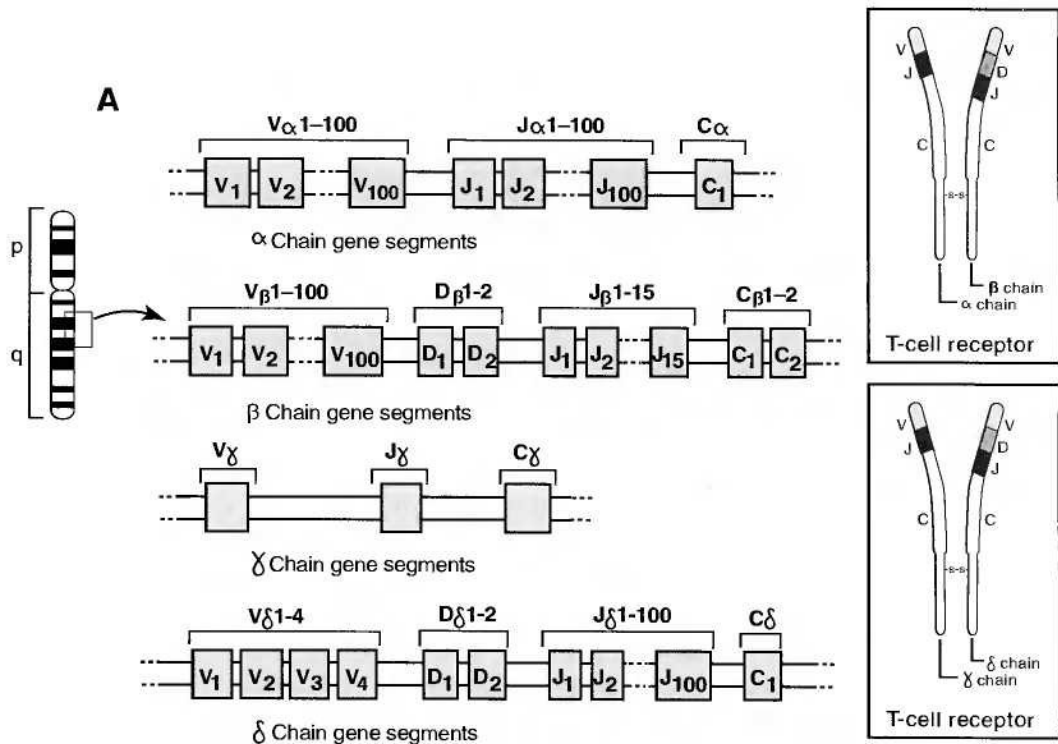 A
p
q
Vα1–100 Jα1–100 Cα
V1 V2 V100 J1 J2 J100 C1
α Chain gene segments
Vβ1–100 Dβ1-2 Jβ1-15 Cβ1–2
V1 V2 V100 D1 D2 J1 J2 J15 C1 C2
β Chain gene segments
Vɣ Jɣ Cɣ
ɣ Chain gene segments
Vδ1-4 Dδ1-2 Jδ1-100 Cδ
V1 V2 V3 V4 D1 D2 J1 J2 J100 C1
δ Chain gene segments
V V
J D
J
C C
-s-s-
β chain
α chain
T-cell receptor
V V
J D
J
C C
-s-s-
δ chain
ɣ chain
T-cell receptor